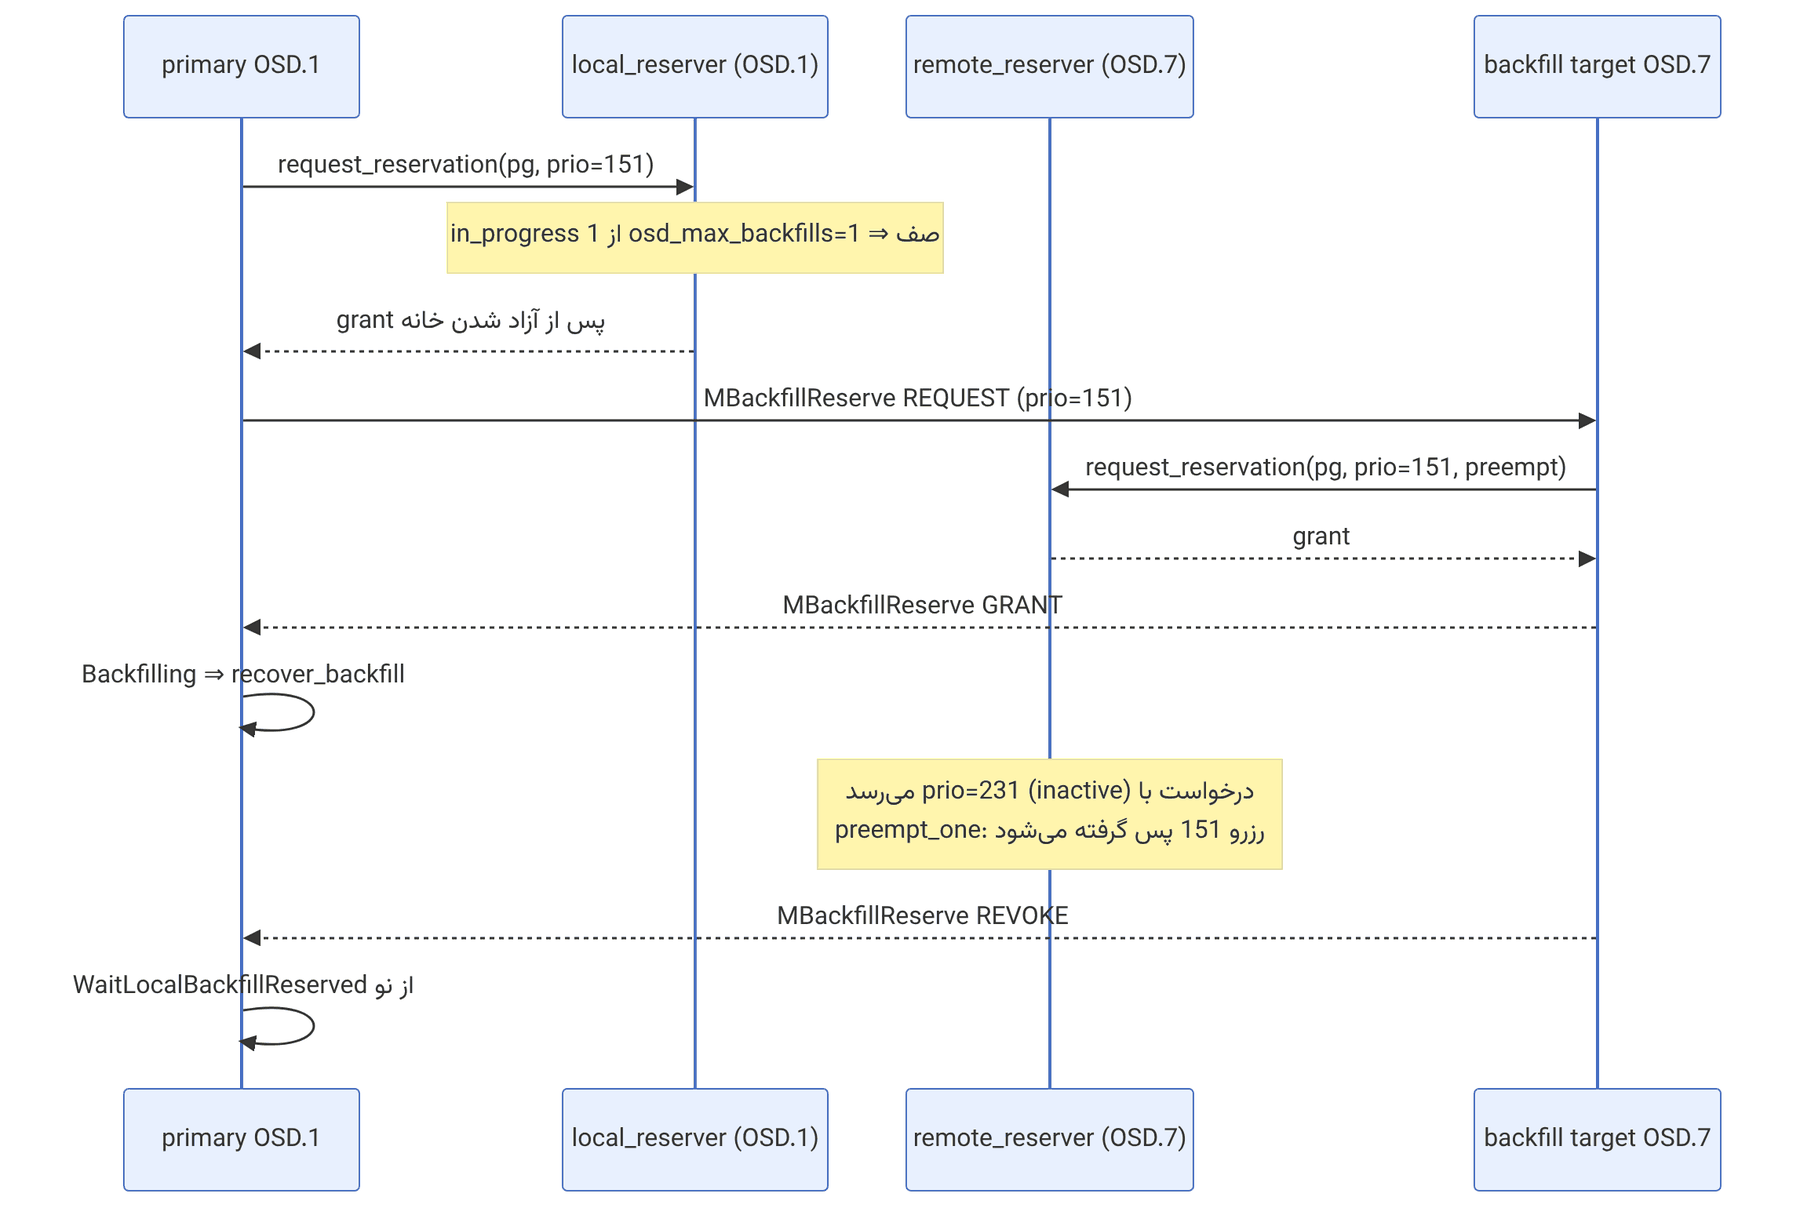 primary OSD.1
local_reserver (OSD.1)
remote_reserver (OSD.7)
backfill target OSD.7
request_reservation(pg, prio=151)
in_progress 1 از osd_max_backfills=1 ⇒ صف
grant پس از آزاد شدن خانه
MBackfillReserve REQUEST (prio=151)
request_reservation(pg, prio=151, preempt)
grant
MBackfillReserve GRANT
Backfilling ⇒ recover_backfill
درخواست با prio=231 (inactive) می‌رسد
preempt_one: رزرو 151 پس گرفته می‌شود
MBackfillReserve REVOKE
WaitLocalBackfillReserved از نو
primary OSD.1
local_reserver (OSD.1)
remote_reserver (OSD.7)
backfill target OSD.7